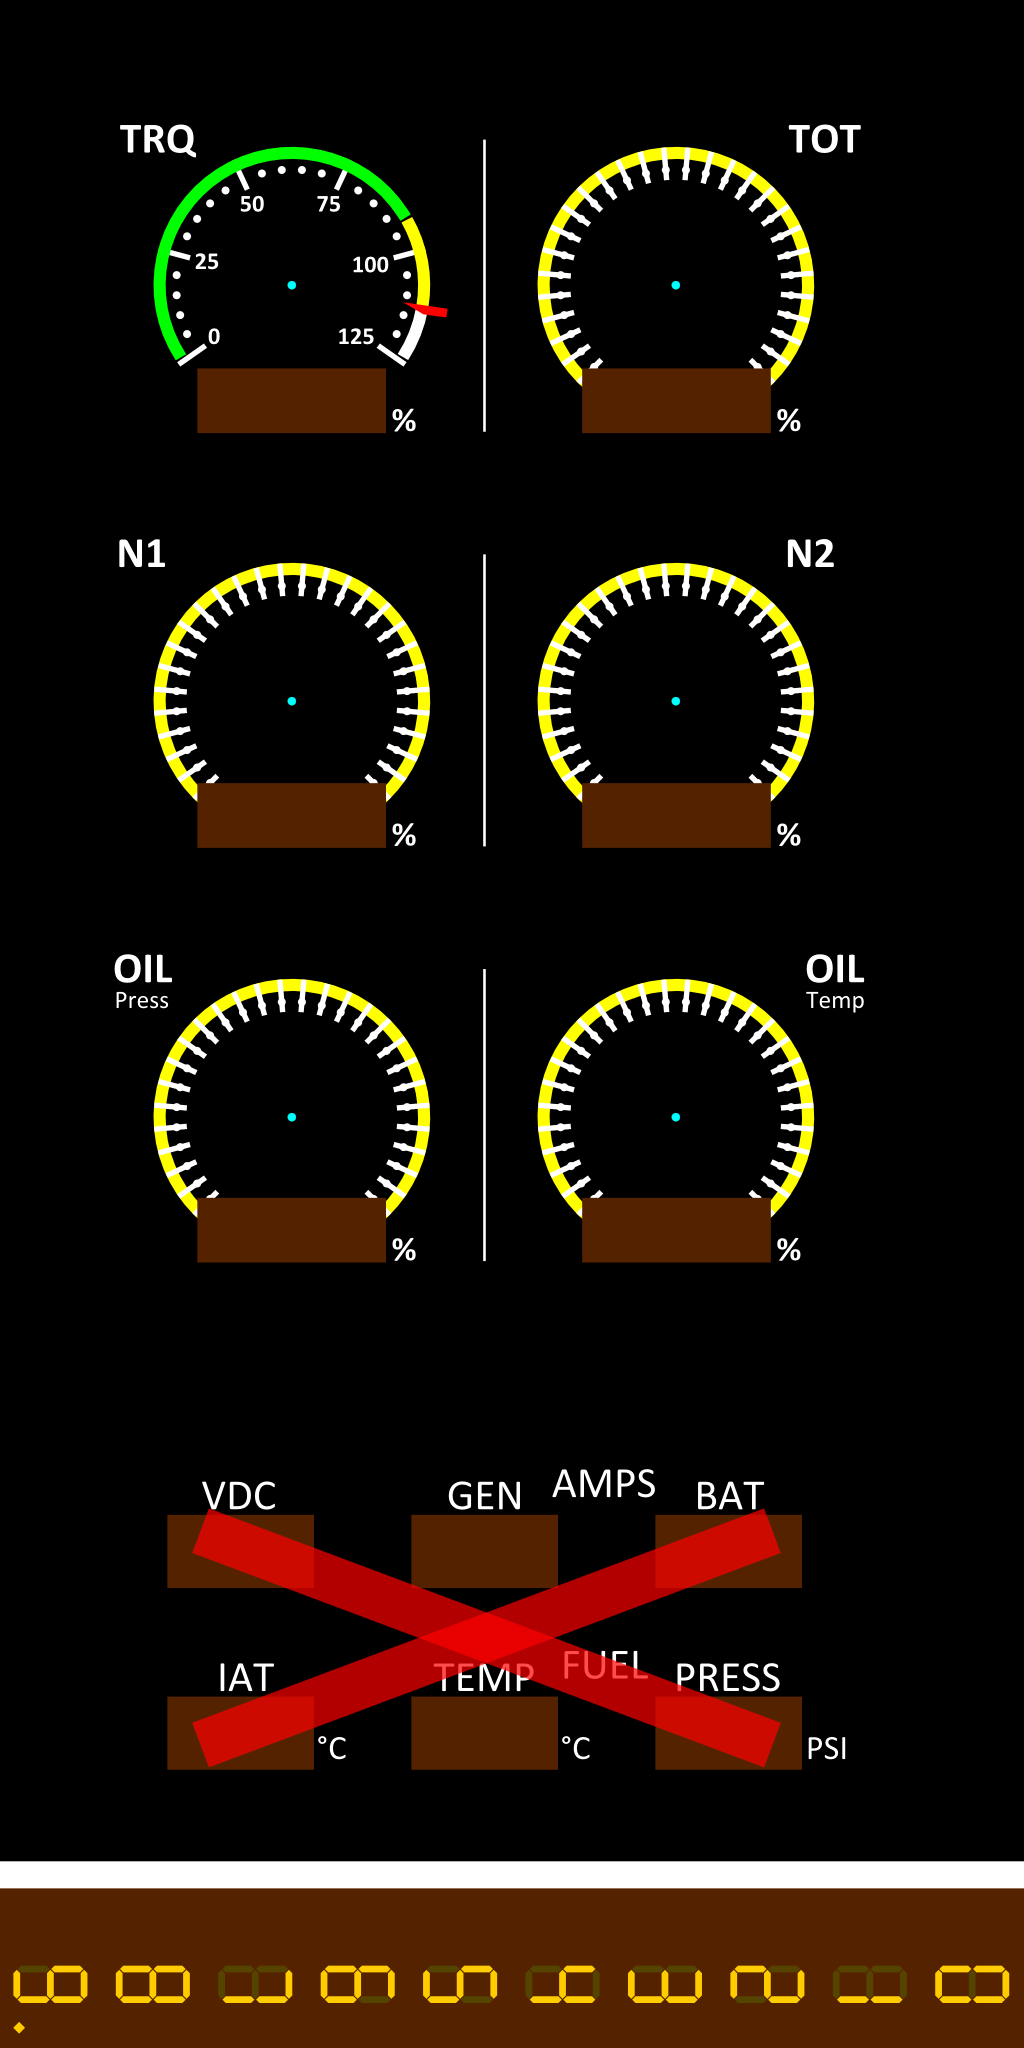 TRQ
TOT
50 75
25 100
0 125
% %
N1
N2
% %
OIL
Press
OIL
Temp
% %
VDC GEN AMPS BAT
IAT TEMP FUEL PRESS
°C °C PSI